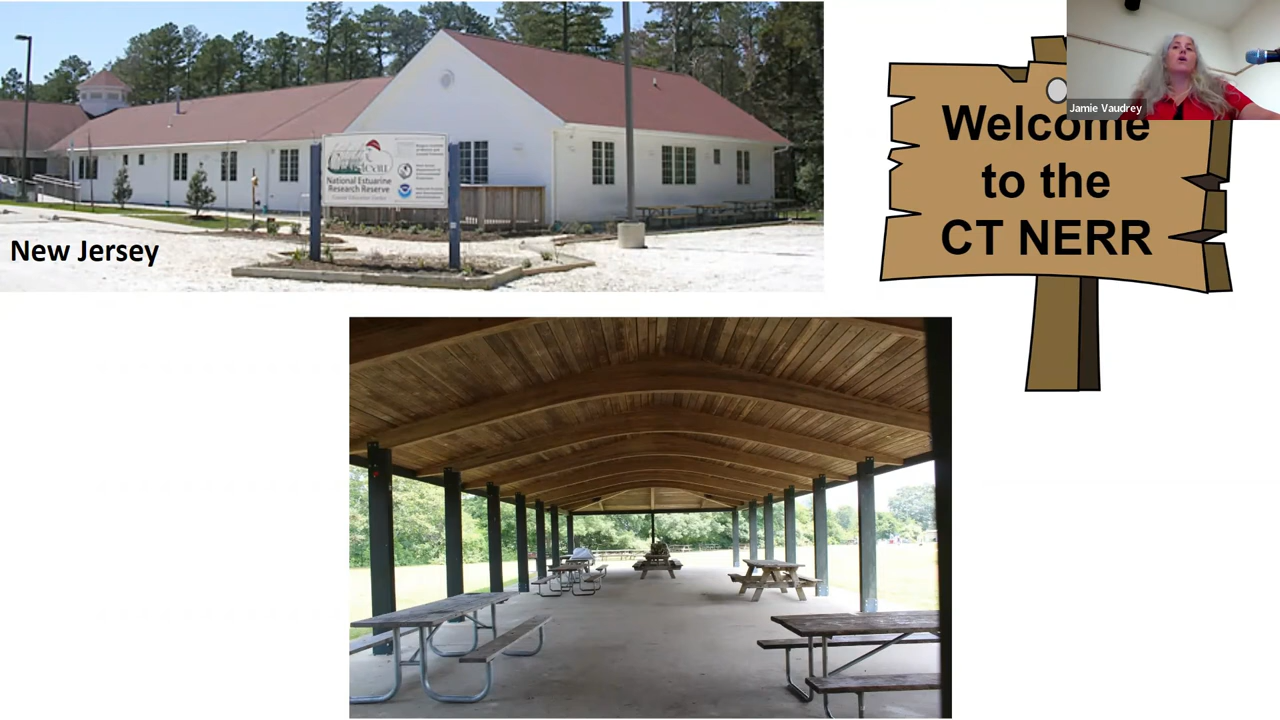 National Estuarine
Research Reserve
New Jersey
Welcome
to the
CT NERR
Jamie Vaudrey